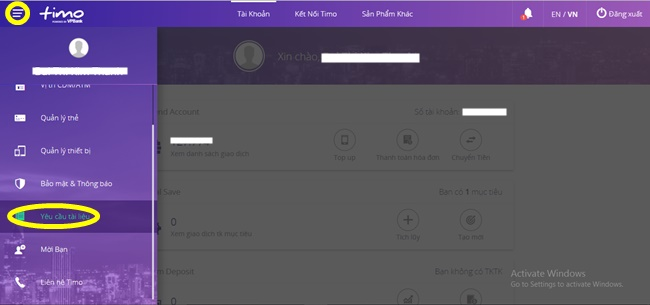 timo
POWERED BY VPBank
Tài Khoản
Kết Nối Timo
Sản Phẩm Khác
EN / VN
Đăng xuất
Xin chào,
Vị trí CDM/ATM
Quản lý thẻ
Quản lý thiết bị
Bảo mật & Thông báo
Yêu cầu tài liệu
Mời Bạn
Liên hệ Timo
Account
Số tài khoản:
Xem danh sách giao dịch
Top up
Thanh toán hóa đơn
Chuyển Tiền
Save
Bạn có 1 mục tiêu
0
Tích lũy
Tạo mới
Deposit
Bạn không có TKTK
0
Activate Windows
Go to Settings to activate Windows.